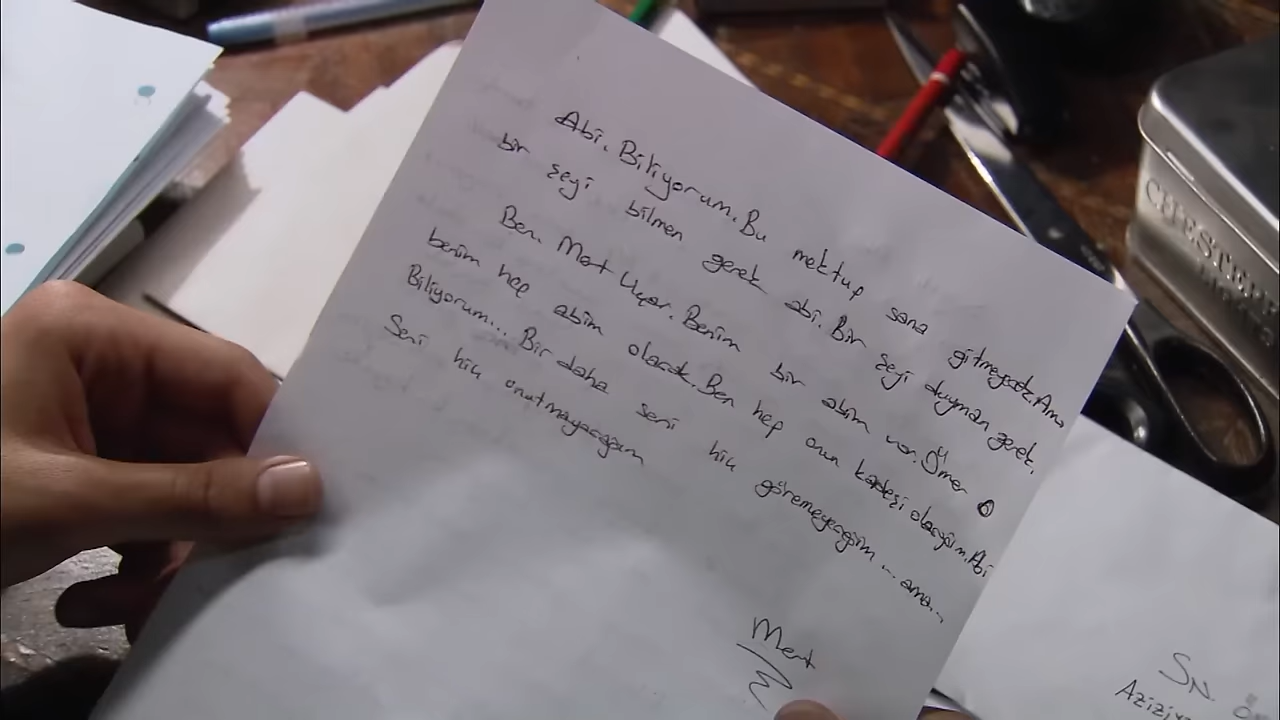 Abi. Biliyorum. Bu mektup sana gitmeyecek. Ama
bir şeyi bilmen gerek abi. Bir şeyi duyman gerek.
Ben. Mert Uçar. Benim bir abim var. Ömer O
benim hep abim olacak. Ben hep onun kardeşi olacağım. Abi
Biliyorum... Bir daha seni hiç göremeyeceğim... ama...
Seni hiç unutmayacağım
Mert
CHESTERF
SN.